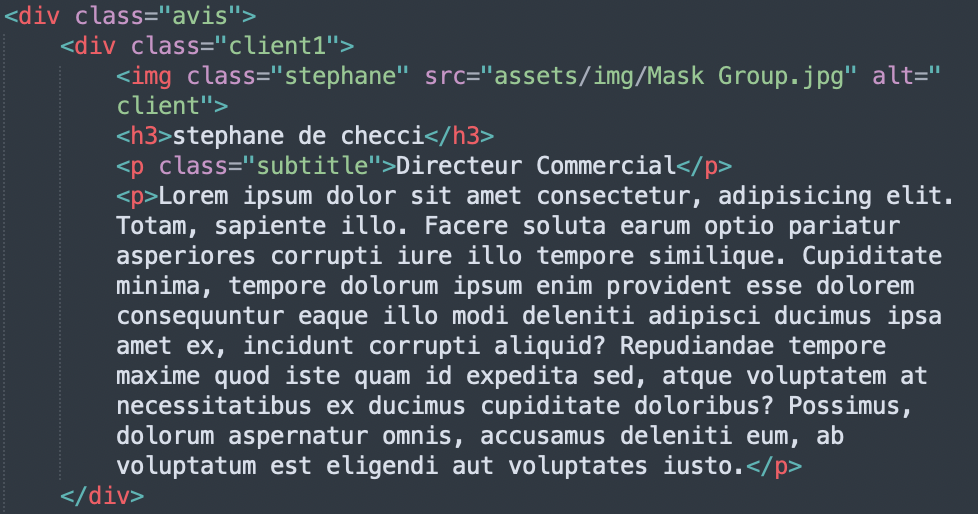 <div class="avis">
<div class="client1">
<img class="stephane" src="assets/img/Mask Group.jpg" alt="
client">
<h3>stephane de checci</h3>
<p class="subtitle">Directeur Commercial</p>
<p>Lorem ipsum dolor sit amet consectetur, adipisicing elit.
Totam, sapiente illo. Facere soluta earum optio pariatur
asperiores corrupti iure illo tempore similique. Cupiditate
minima, tempore dolorum ipsum enim provident esse dolorem
consequuntur eaque illo modi deleniti adipisci ducimus ipsa
amet ex, incidunt corrupti aliquid? Repudiandae tempore
maxime quod iste quam id expedita sed, atque voluptatem at
necessitatibus ex ducimus cupiditate doloribus? Possimus,
dolorum aspernatur omnis, accusamus deleniti eum, ab
voluptatum est eligendi aut voluptates iusto.</p>
</div>